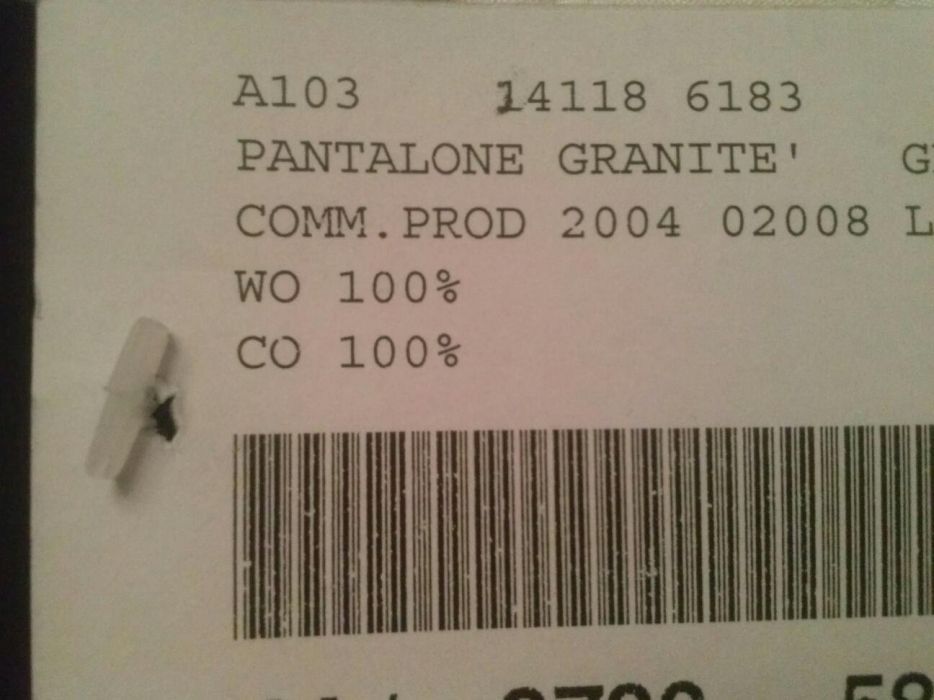 A103 14118 6183
PANTALONE GRANITE'
COMM.PROD 2004 02008 L
WO 100%
CO 100%